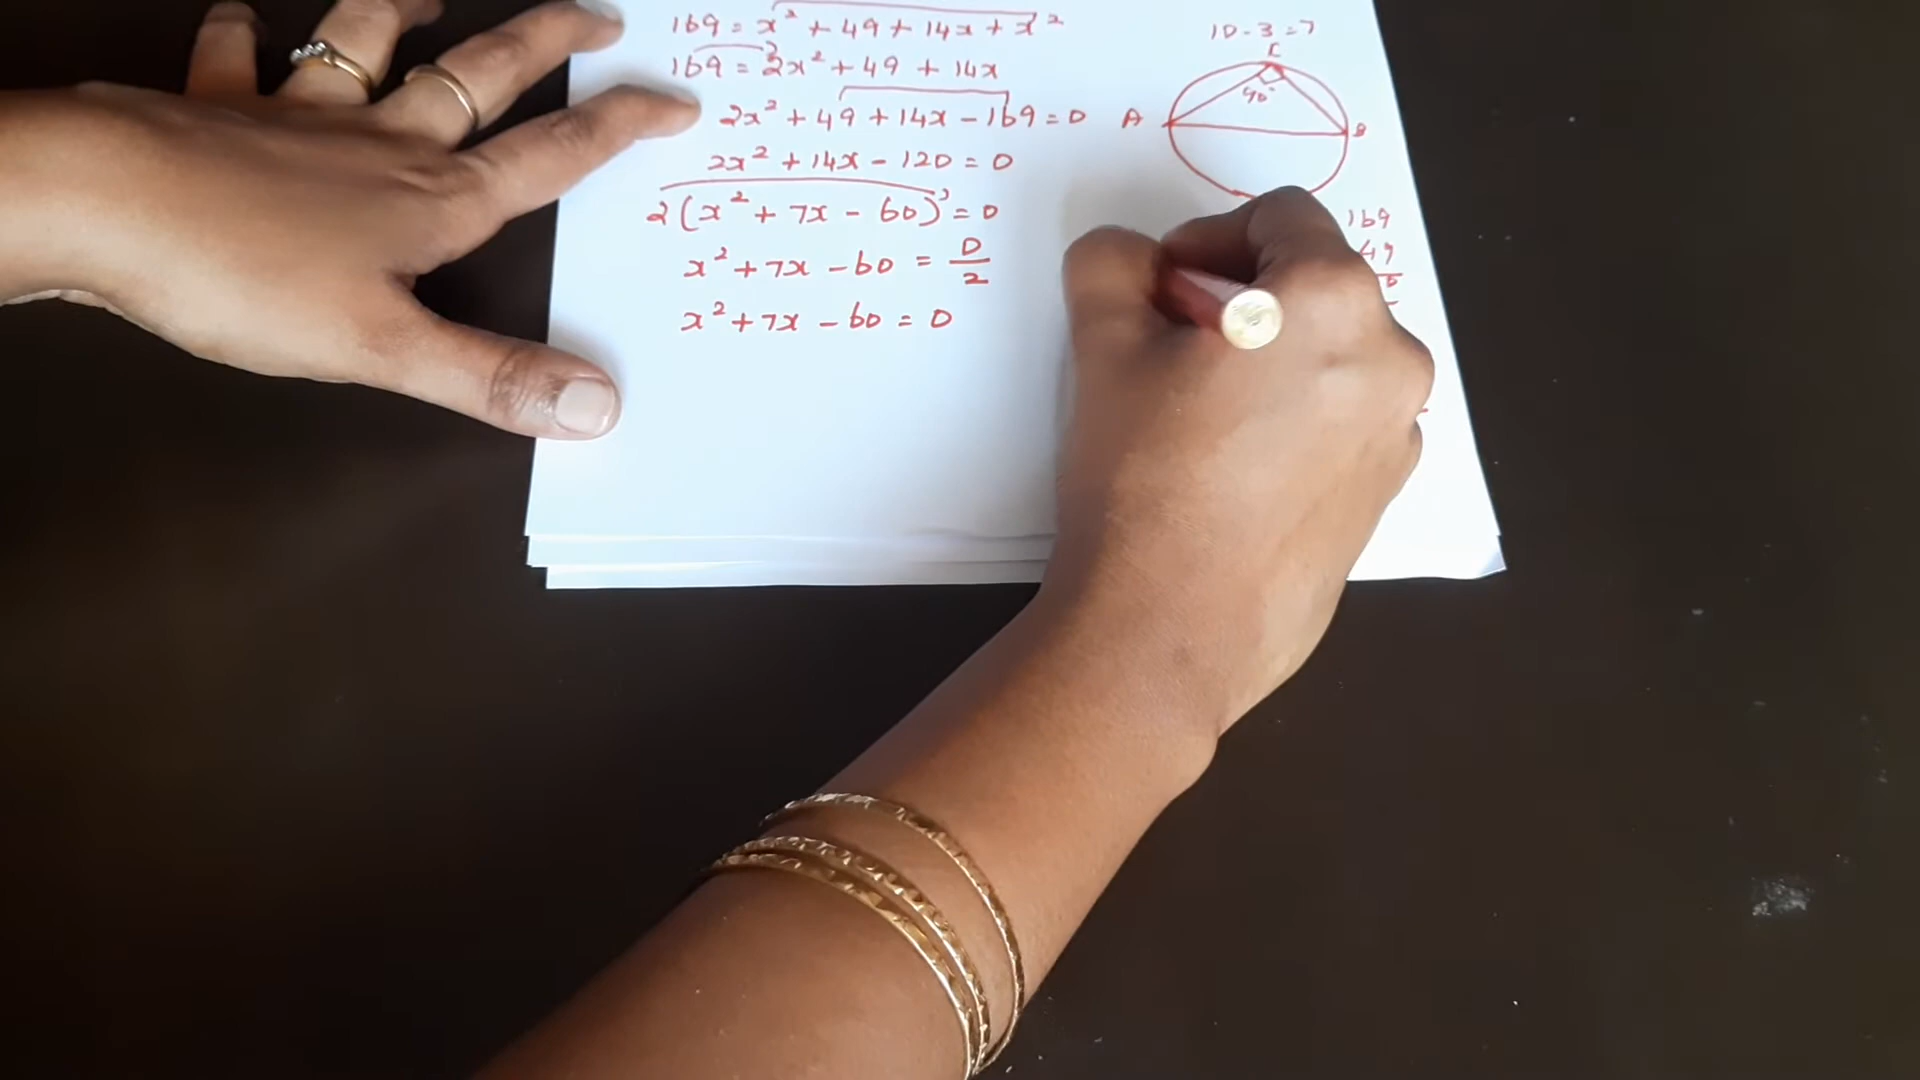 169 = x² + 49 + 14x + x²
169 = 2x² + 49 + 14x
2x² + 49 + 14x - 169 = 0
2x² + 14x - 120 = 0
2(x² + 7x - 60) = 0
x² + 7x - 60 = 0/2
x² + 7x - 60 = 0
10 - 3 = 7
C
90°
A
B
169
49